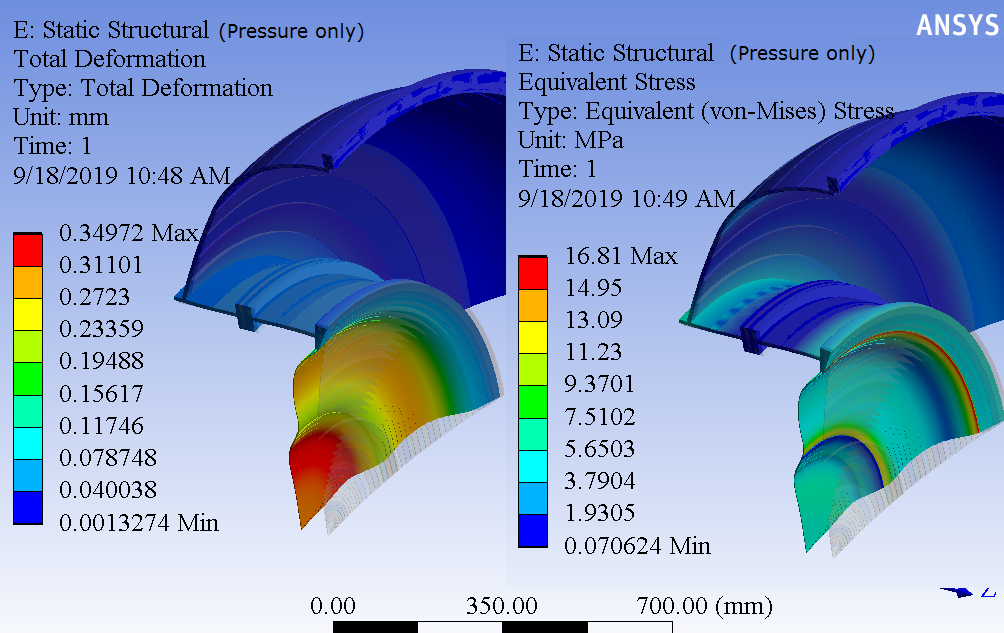 E: Static Structural (Pressure only)
Total Deformation
Type: Total Deformation
Unit: mm
Time: 1
9/18/2019 10:48 AM
0.34972 Max
0.31101
0.2723
0.23359
0.19488
0.15617
0.11746
0.078748
0.040038
0.0013274 Min
ANSYS
E: Static Structural (Pressure only)
Equivalent Stress
Type: Equivalent (von-Mises) Stress
Unit: MPa
Time: 1
9/18/2019 10:49 AM
16.81 Max
14.95
13.09
11.23
9.3701
7.5102
5.6503
3.7904
1.9305
0.070624 Min
Z
0.00 350.00 700.00 (mm)